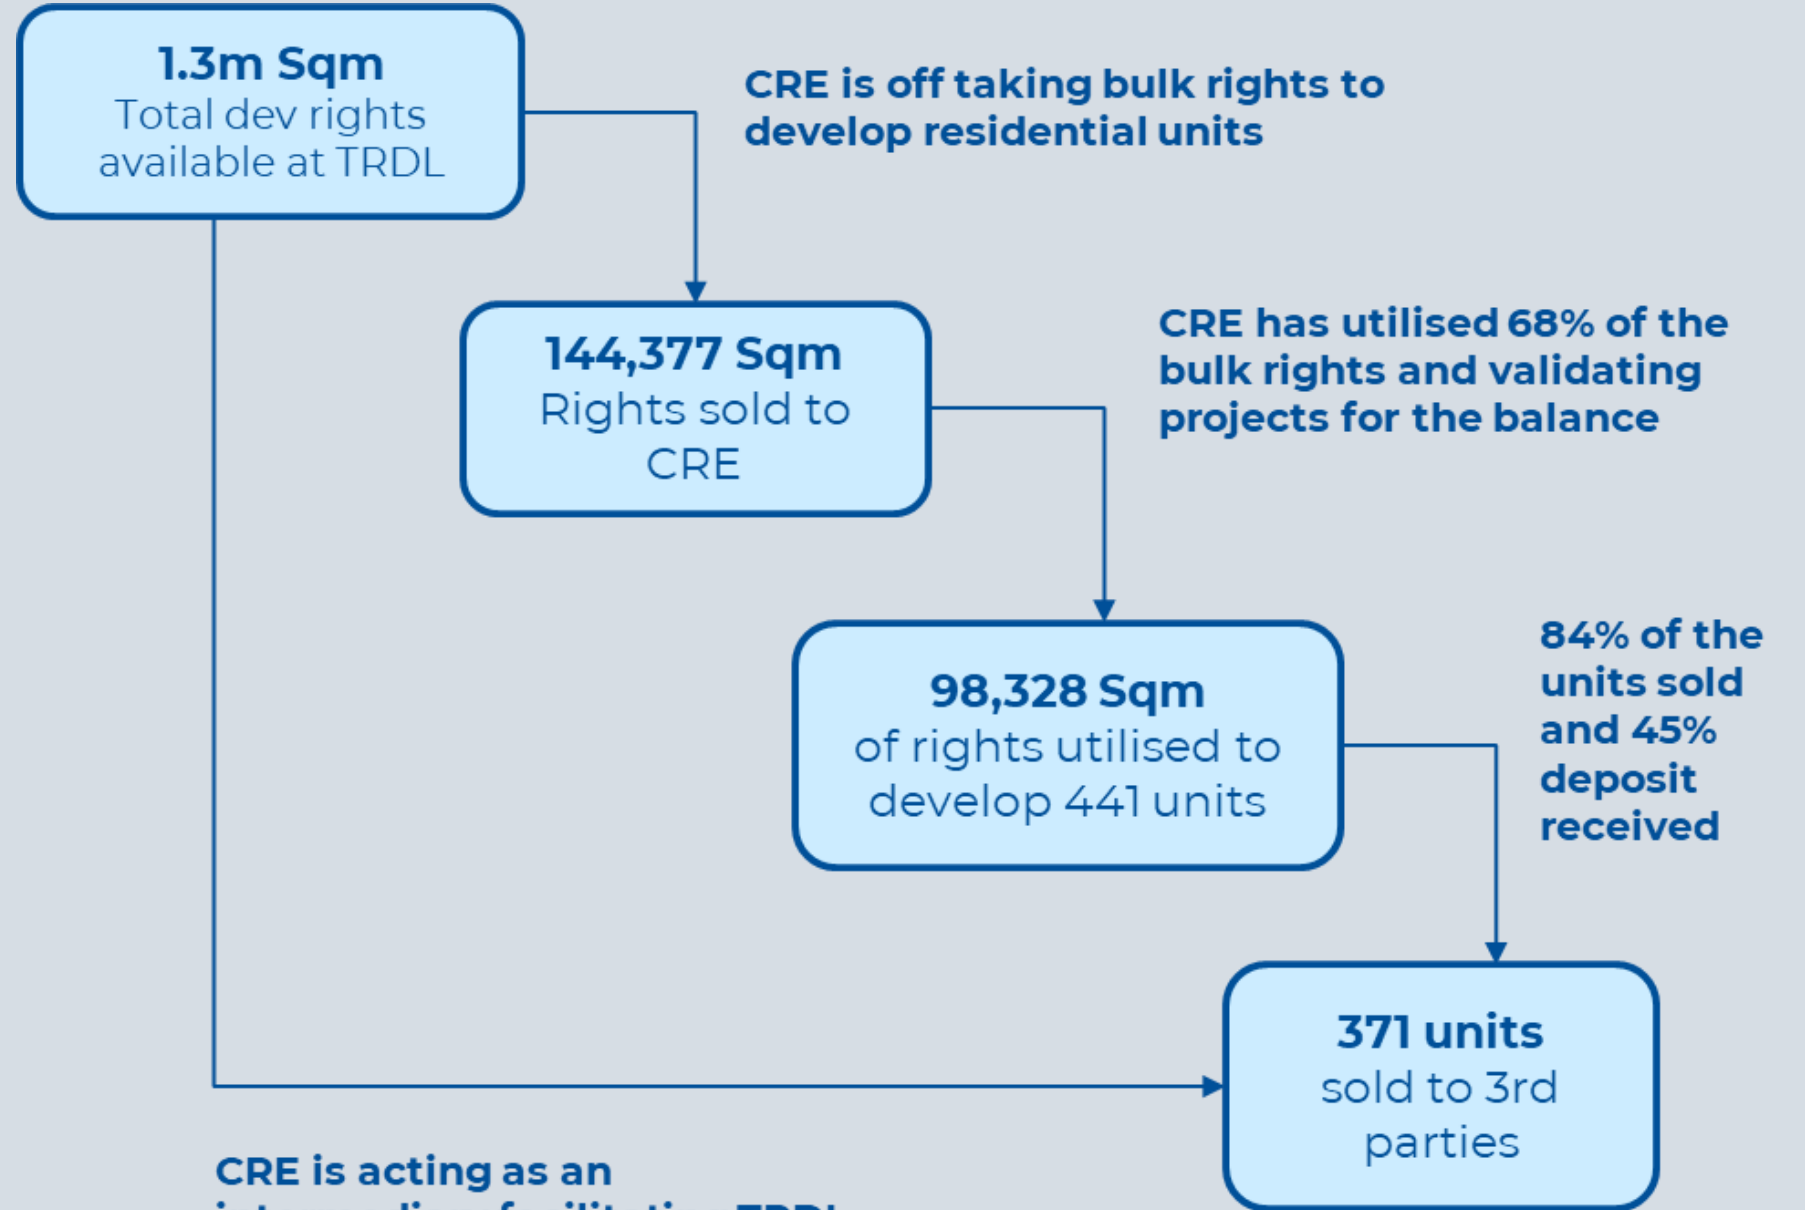 1.3m Sqm
Total dev rights
available at TRDL
CRE is off taking bulk rights to
develop residential units
144,377 Sqm
Rights sold to
CRE
CRE has utilised 68% of the
bulk rights and validating
projects for the balance
98,328 Sqm
of rights utilised to
develop 441 units
84% of the
units sold
and 45%
deposit
received
371 units
sold to 3rd
parties
CRE is acting as an